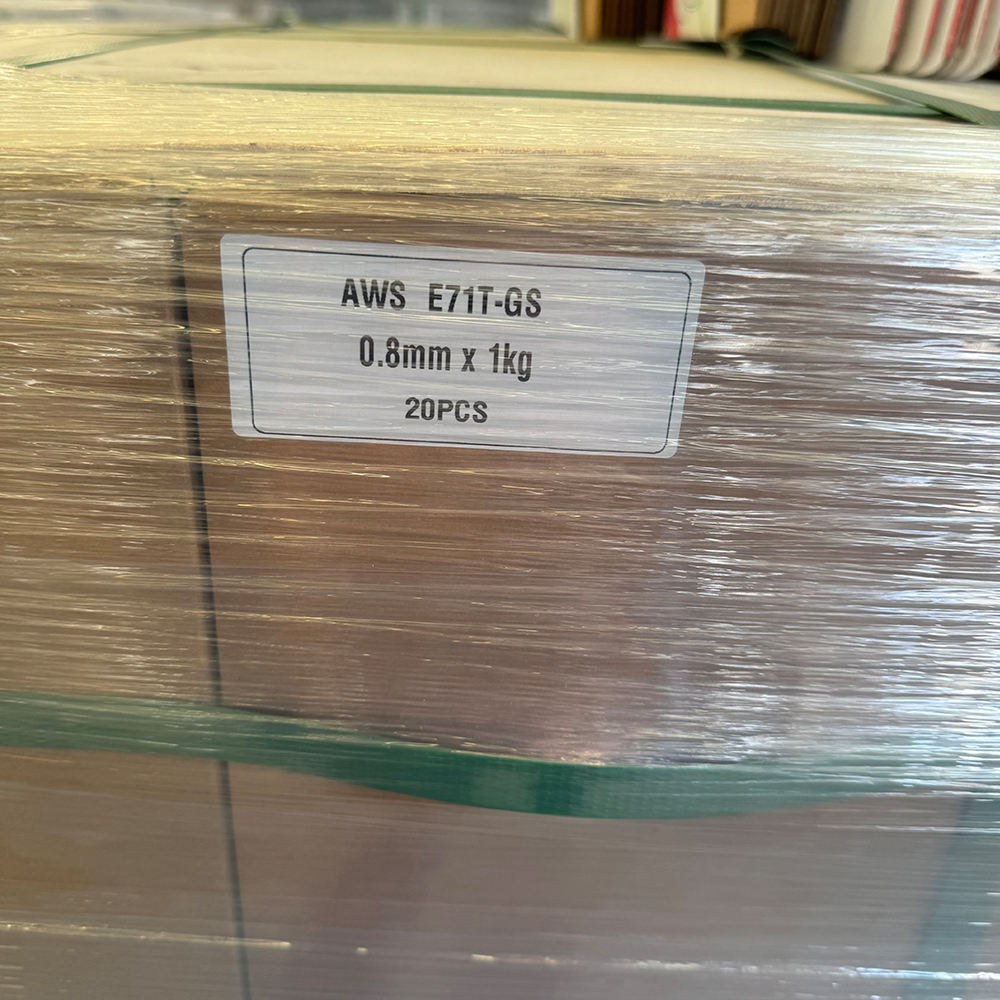 AWS E71T-GS
0.8mm x 1kg
20PCS